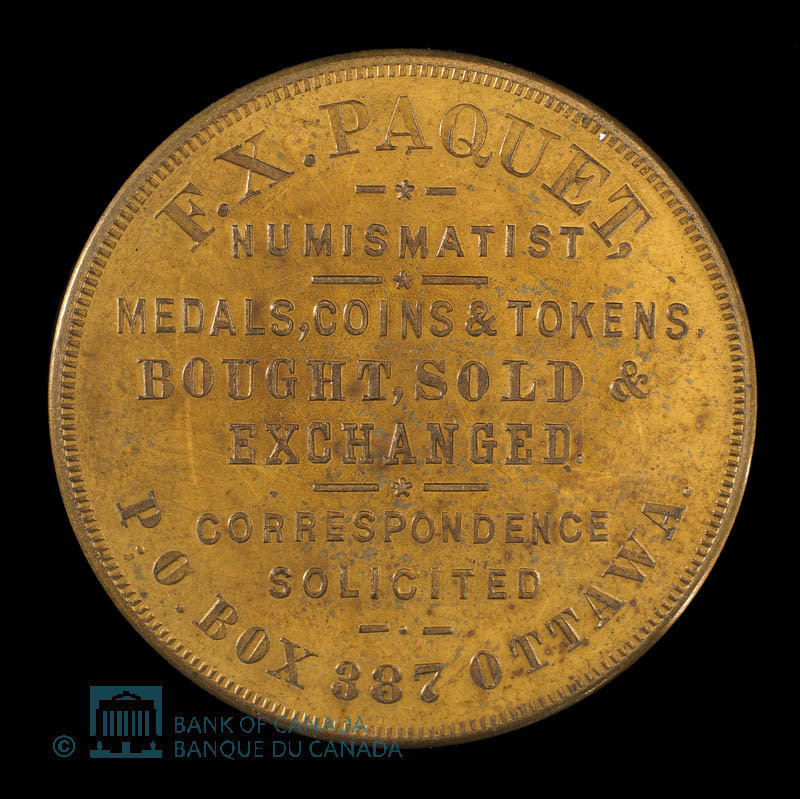 F.X. PAQUET,
NUMISMATIST
MEDALS, COINS & TOKENS,
BOUGHT, SOLD &
EXCHANGED.
CORRESPONDENCE
SOLICITED
P.O. BOX 387 OTTAWA.
© BANK OF CANADA
BANQUE DU CANADA